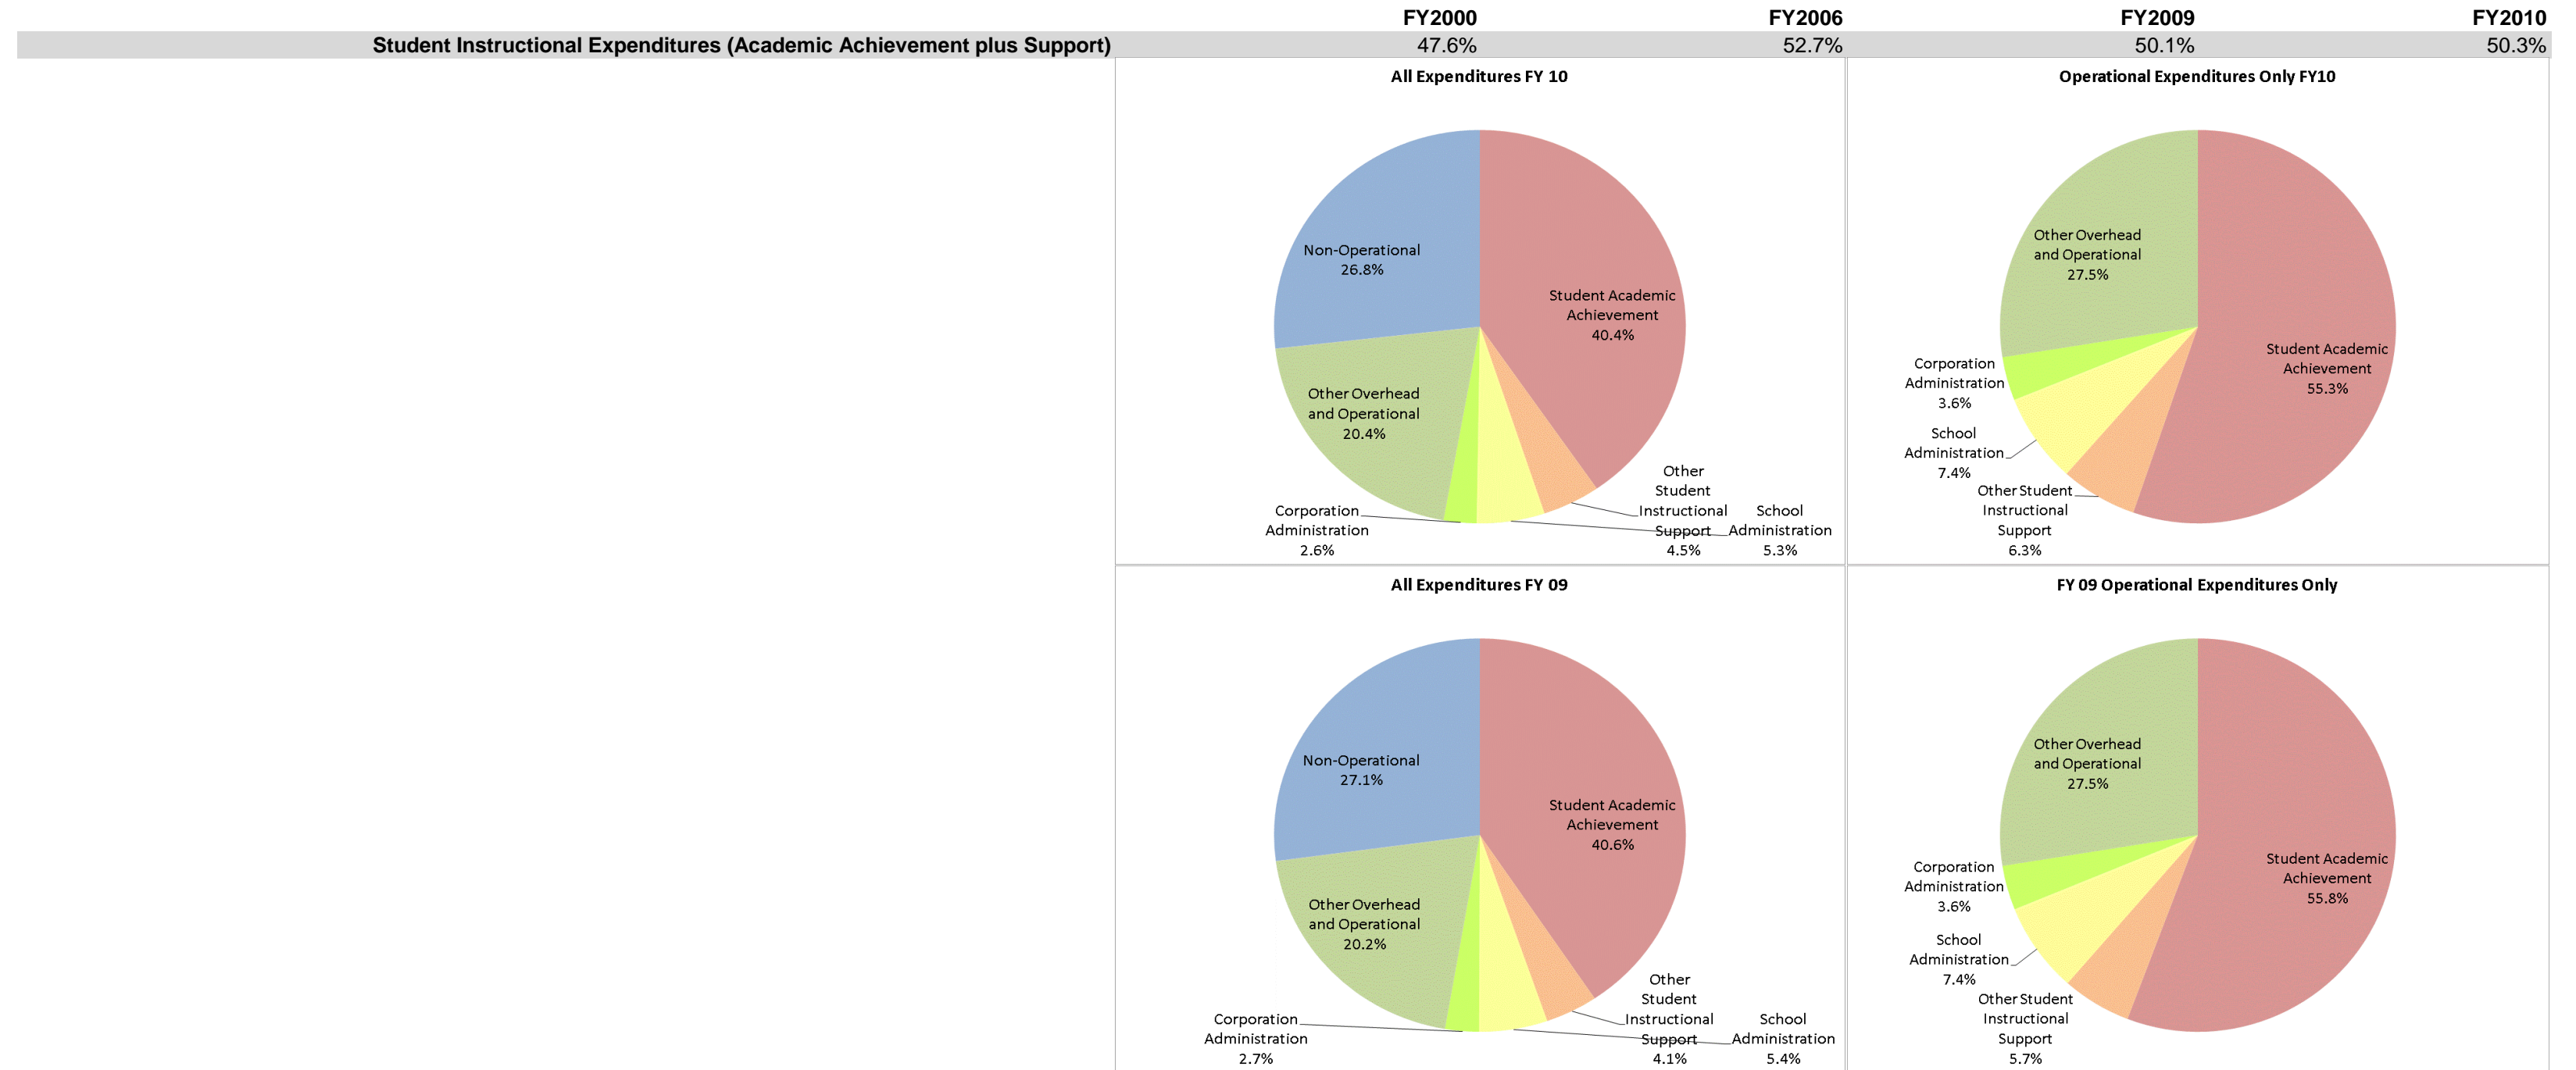 FY2000 FY2006 FY2009 FY2010
Student Instructional Expenditures (Academic Achievement plus Support) 47.6% 52.7% 50.1% 50.3%
All Expenditures FY 10
Non-Operational
26.8%
Student Academic
Achievement
40.4%
Other Overhead
and Operational
20.4%
Corporation
Administration
2.6%
Other
Student
Instructional
Support
4.5%
School
Administration
5.3%
Operational Expenditures Only FY10
Other Overhead
and Operational
27.5%
Student Academic
Achievement
55.3%
Corporation
Administration
3.6%
School
Administration
7.4%
Other Student
Instructional
Support
6.3%
All Expenditures FY 09
Non-Operational
27.1%
Student Academic
Achievement
40.6%
Other Overhead
and Operational
20.2%
Corporation
Administration
2.7%
Other
Student
Instructional
Support
4.1%
School
Administration
5.4%
FY 09 Operational Expenditures Only
Other Overhead
and Operational
27.5%
Student Academic
Achievement
55.8%
Corporation
Administration
3.6%
School
Administration
7.4%
Other Student
Instructional
Support
5.7%